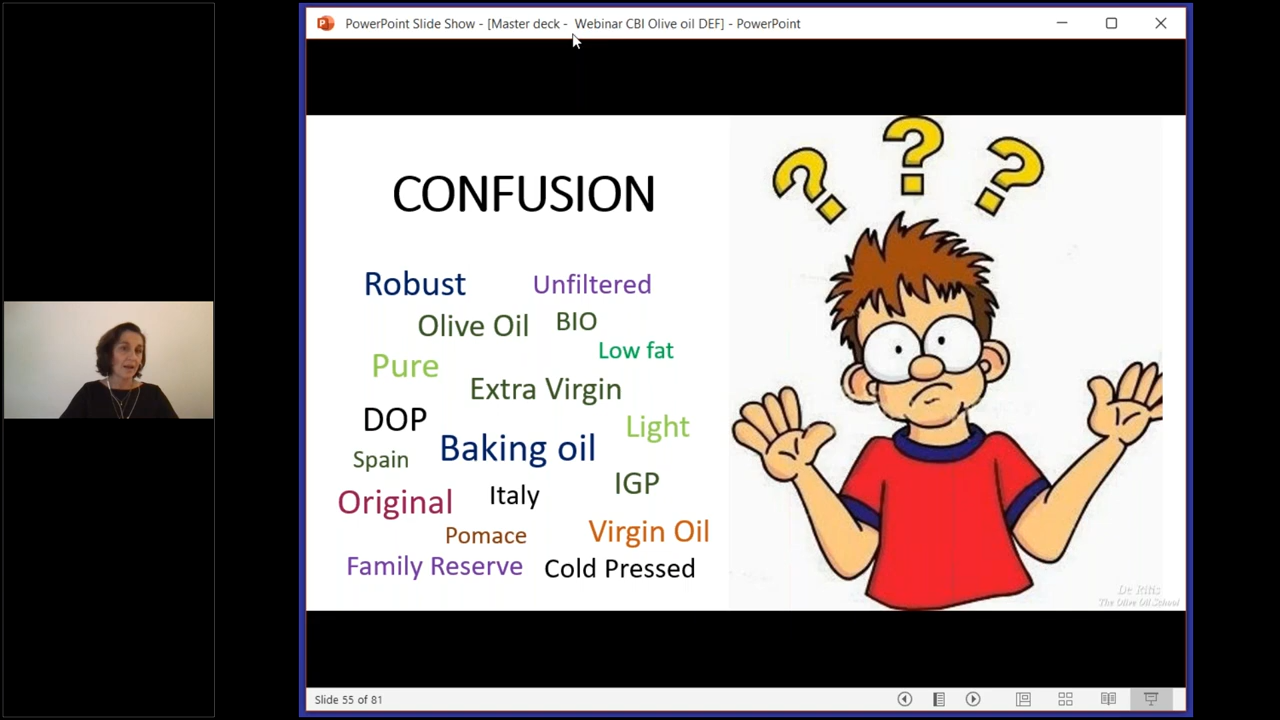 PowerPoint Slide Show - [Master deck - Webinar CBI Olive oil DEF] - PowerPoint
? ? ?
CONFUSION
Robust Unfiltered
Olive Oil BIO
Low fat
Pure
Extra Virgin
DOP
Light
Baking oil
Spain
IGP
Original Italy
Pomace Virgin Oil
Family Reserve Cold Pressed
De Ritis
The Olive Oil School
Slide 55 of 81